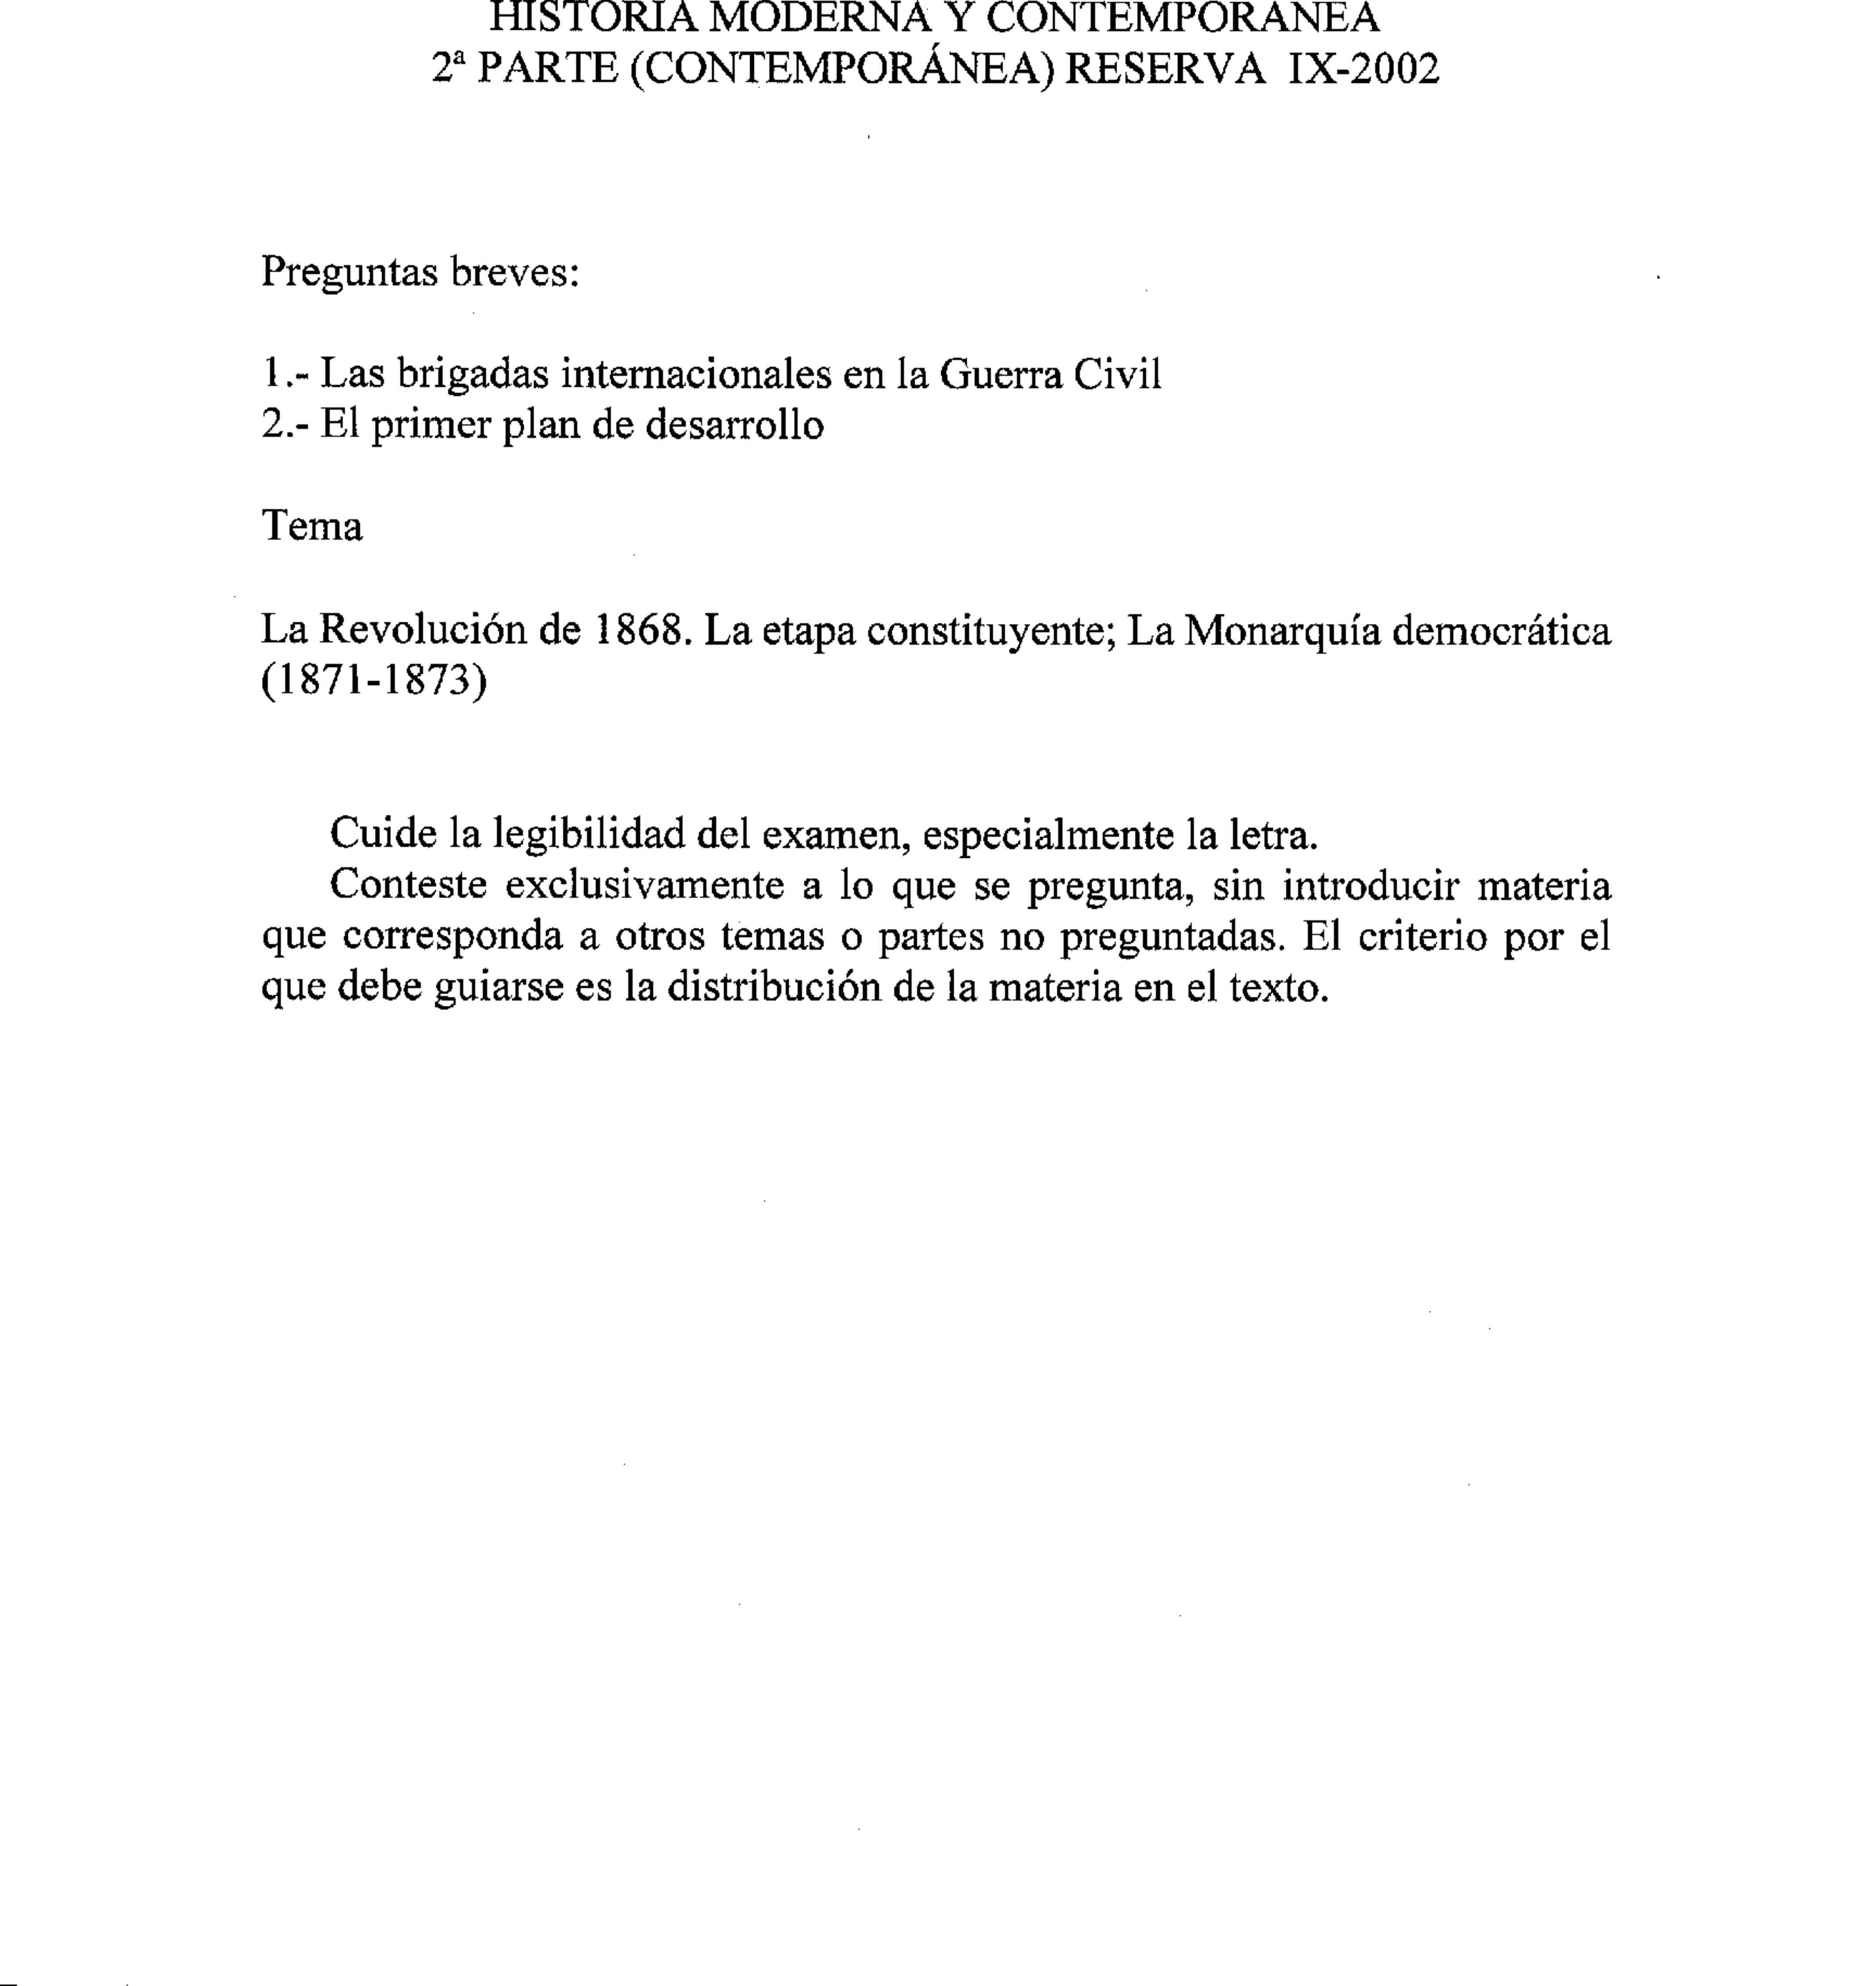 HISTORIA MODERNA Y CONTEMPORANEA
2ª PARTE (CONTEMPORÁNEA) RESERVA IX-2002
Preguntas breves:
1.- Las brigadas internacionales en la Guerra Civil
2.- El primer plan de desarrollo
Tema
La Revolución de 1868. La etapa constituyente; La Monarquía democrática
(1871-1873)
Cuide la legibilidad del examen, especialmente la letra.
Conteste exclusivamente a lo que se pregunta, sin introducir materia
que corresponda a otros temas o partes no preguntadas. El criterio por el
que debe guiarse es la distribución de la materia en el texto.